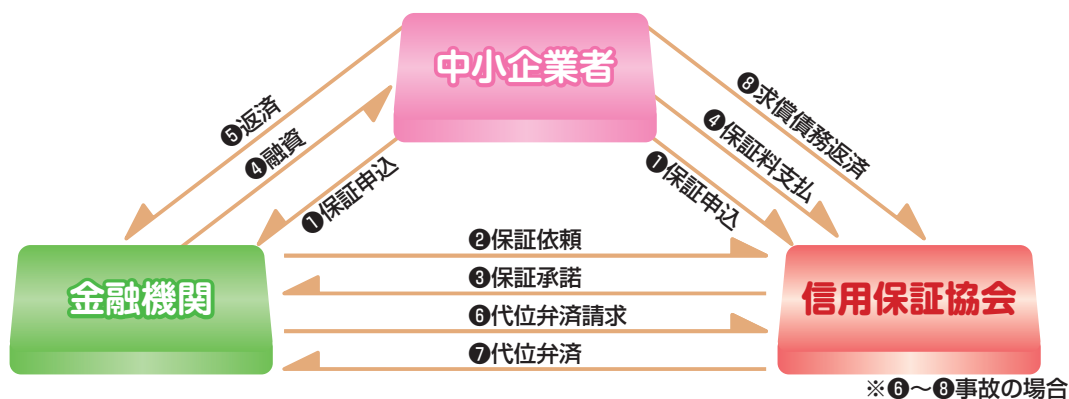 中小企業者
❺返済
❹融資
❶保証申込
❽求償債務返済
❹保証料支払
❶保証申込
❷保証依頼
❸保証承諾
❻代位弁済請求
❼代位弁済
金融機関
信用保証協会
※❻～❽事故の場合